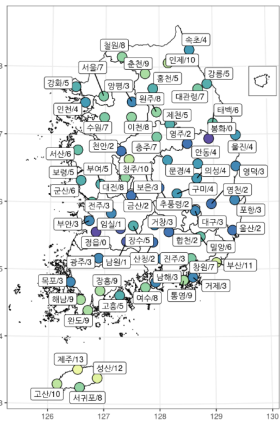 속초/4
철원/8
춘천/9
인제/10
서울/7
강릉/5
홍천/5
강화/5
양평/3
대관령/7
원주/8
태백/6
인천/4
제천/5
봉화/0
수원/7
이천/8
영주/2
울진/4
천안/2
충주/7
안동/4
서산/6
보령/5
부여/5
청주/10
문경/4
의성/4
영덕/3
군산/6
대전/8
보은/3
구미/4
영천/2
전주/3
금산/2
추풍령/2
포항/3
부안/3
임실/1
거창/3
대구/3
울산/2
정읍/0
장수/5
합천/2
밀양/6
광주/3
남원/1
산청/2
진주/3
창원/7
부산/11
목포/3
장흥/9
남해/3
거제/3
해남/9
고흥/5
여수/8
통영/9
완도/9
제주/13
성산/12
고산/10
서귀포/8
126
127
128
129
130